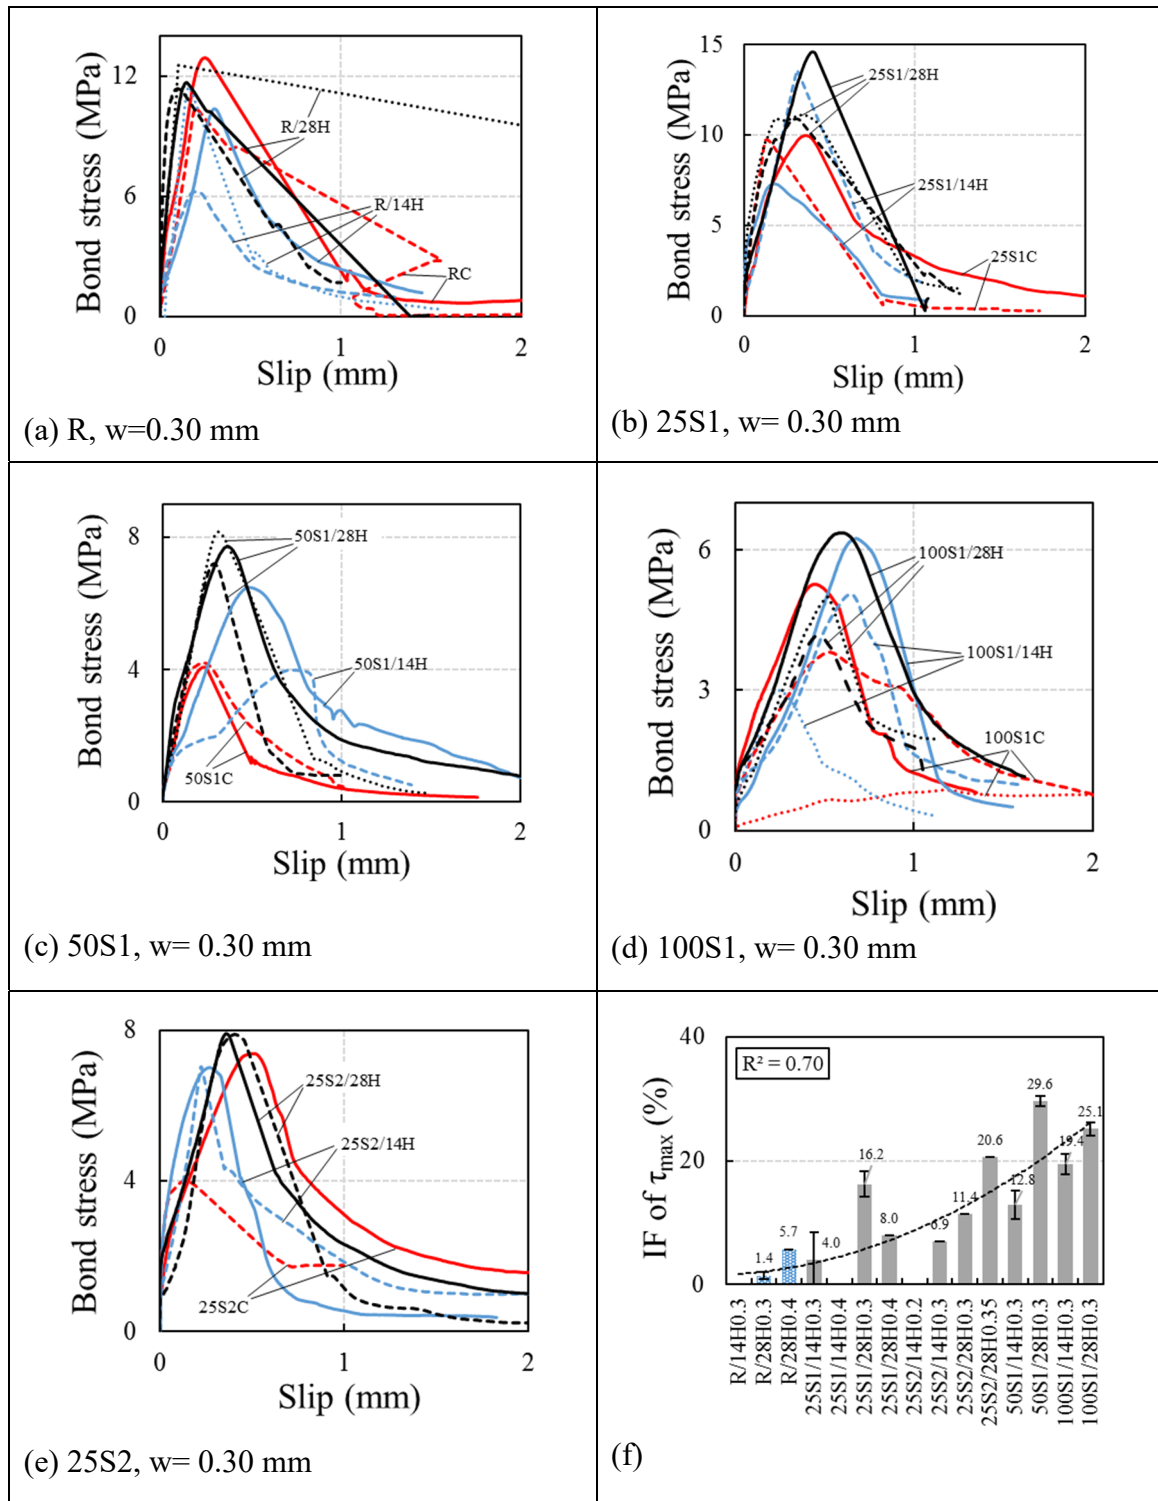 Bond stress (MPa)
12
6
0
R/28H
R/14H
RC
0 1 2
Slip (mm)
(a) R, w=0.30 mm
Bond stress (MPa)
15
10
5
0
25S1/28H
25S1/14H
25S1C
0 1 2
Slip (mm)
(b) 25S1, w= 0.30 mm
Bond stress (MPa)
8
4
0
50S1/28H
50S1/14H
50S1C
0 1 2
Slip (mm)
(c) 50S1, w= 0.30 mm
Bond stress (MPa)
6
3
0
100S1/28H
100S1/14H
100S1C
0 1 2
Slip (mm)
(d) 100S1, w= 0.30 mm
Bond stress (MPa)
8
4
0
25S2/28H
25S2/14H
25S2C
0 1 2
Slip (mm)
(e) 25S2, w= 0.30 mm
IF of τmax (%)
40
20
0
R² = 0.70
1.4
5.7
4.0
16.2
8.0
6.9
11.4
20.6
12.8
29.6
19.4
25.1
R/14H0.3
R/28H0.3
R/28H0.4
25S1/14H0.3
25S1/14H0.4
25S1/28H0.3
25S1/28H0.4
25S2/14H0.2
25S2/14H0.3
25S2/28H0.3
25S2/28H0.35
50S1/14H0.3
50S1/28H0.3
100S1/14H0.3
100S1/28H0.3
(f)